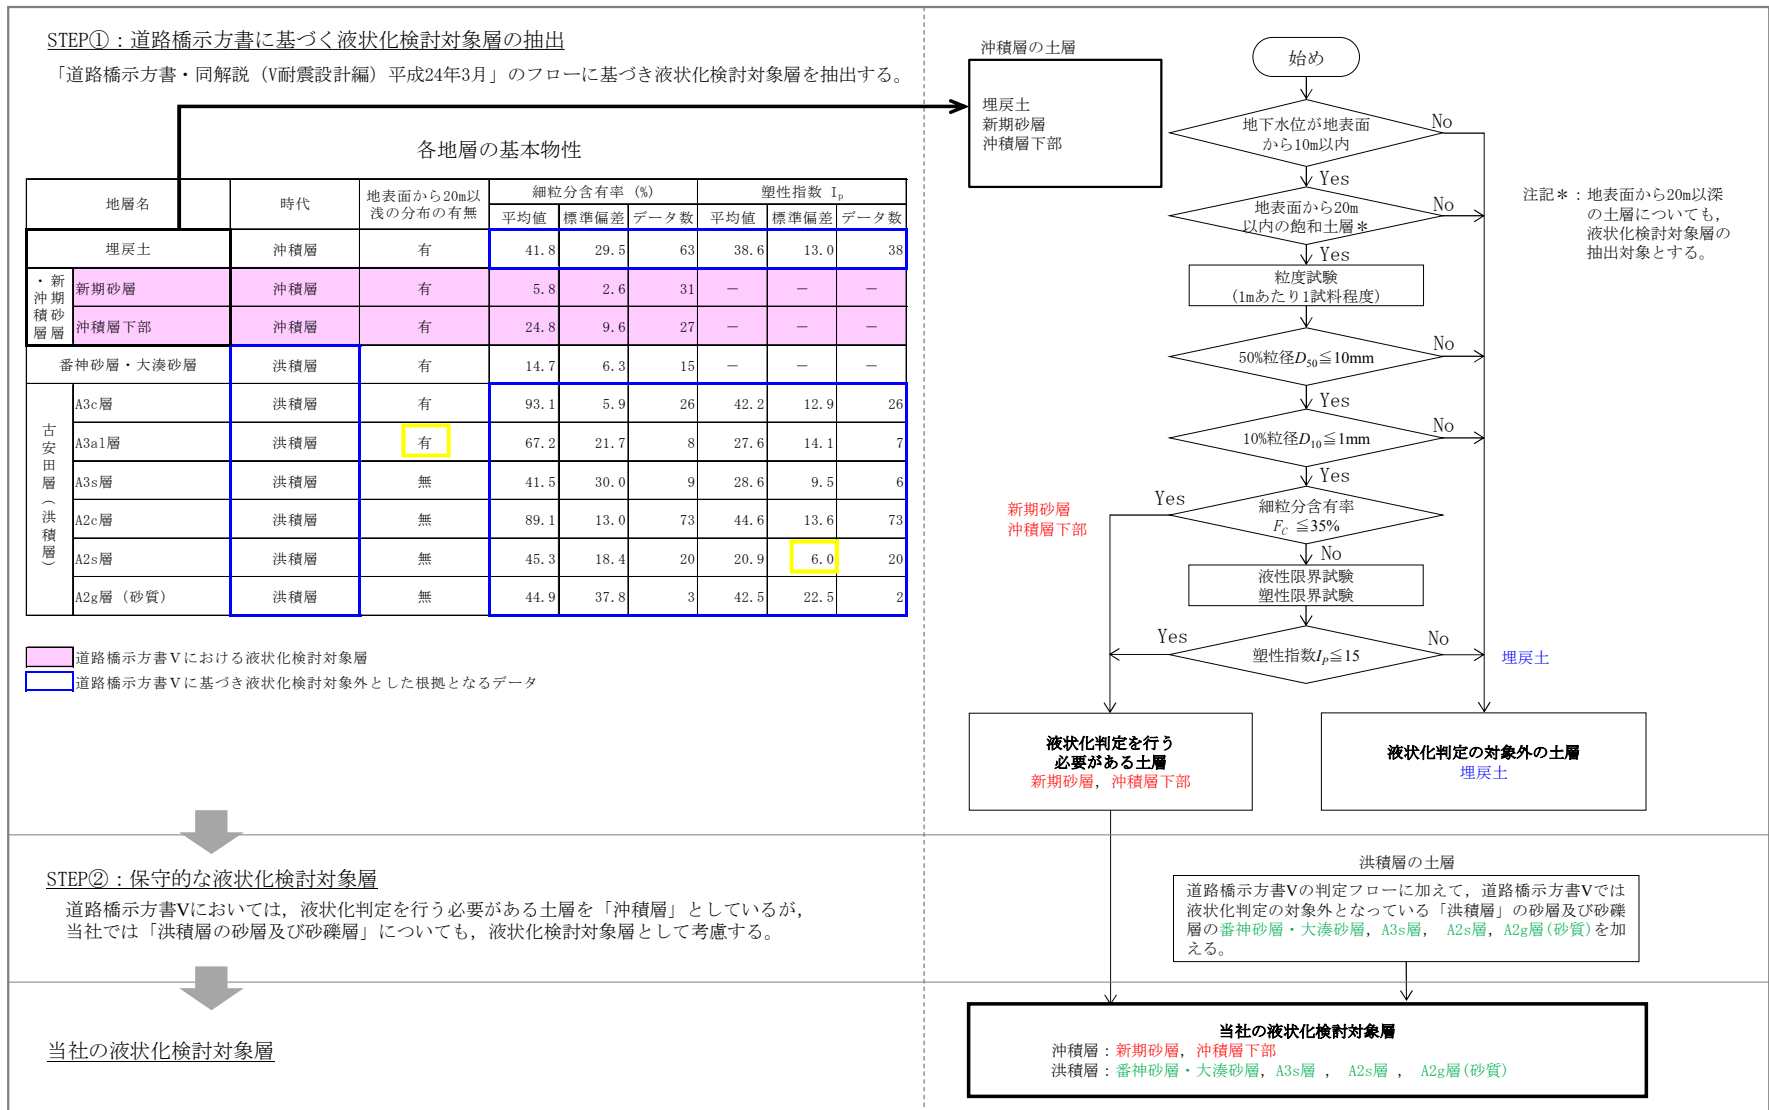 STEP①：道路橋示方書に基づく液状化検討対象層の抽出
「道路橋示方書・同解説（V耐震設計編）平成24年3月」のフローに基づき液状化検討対象層を抽出する。
各地層の基本物性
地層名 時代 地表面から20m以浅の分布の有無 細粒分含有率 (%) 塑性指数 Ip
平均値 標準偏差 データ数 平均値 標準偏差 データ数
埋戻土 沖積層 有 41.8 29.5 63 38.6 13.0 38
新期砂層・沖積層
新期砂層 沖積層 有 5.8 2.6 31 － － －
沖積層下部 沖積層 有 24.8 9.6 27 － － －
番神砂層・大湊砂層 洪積層 有 14.7 6.3 15 － － －
古安田層（洪積層）
A3c層 洪積層 有 93.1 5.9 26 42.2 12.9 26
A3a1層 洪積層 有 67.2 21.7 8 27.6 14.1 7
A3s層 洪積層 無 41.5 30.0 9 28.6 9.5 6
A2c層 洪積層 無 89.1 13.0 73 44.6 13.6 73
A2s層 洪積層 無 45.3 18.4 20 20.9 6.0 20
A2g層（砂質） 洪積層 無 44.9 37.8 3 42.5 22.5 2
道路橋示方書Ⅴにおける液状化検討対象層
道路橋示方書Ⅴに基づき液状化検討対象外とした根拠となるデータ
沖積層の土層
埋戻土
新期砂層
沖積層下部
始め
地下水位が地表面
から10m以内
No
Yes
地表面から20m
以内の飽和土層＊
No
Yes
注記＊：地表面から20m以深
の土層についても，
液状化検討対象層の
抽出対象とする。
粒度試験
(1mあたり1試料程度)
50%粒径D50≦10mm
No
Yes
10%粒径D10≦1mm
No
Yes
細粒分含有率
FC ≦35%
Yes
No
新期砂層
沖積層下部
液性限界試験
塑性限界試験
塑性指数IP≦15
Yes
No
埋戻土
液状化判定を行う
必要がある土層
新期砂層，沖積層下部
液状化判定の対象外の土層
埋戻土
STEP②：保守的な液状化検討対象層
道路橋示方書Vにおいては，液状化判定を行う必要がある土層を「沖積層」としているが，
当社では「洪積層の砂層及び砂礫層」についても，液状化検討対象層として考慮する。
洪積層の土層
道路橋示方書Vの判定フローに加えて，道路橋示方書Vでは
液状化判定の対象外となっている「洪積層」の砂層及び砂礫
層の番神砂層・大湊砂層，A3s層， A2s層，A2g層(砂質)を加
える。
当社の液状化検討対象層
当社の液状化検討対象層
沖積層：新期砂層，沖積層下部
洪積層：番神砂層・大湊砂層，A3s層 ， A2s層 ， A2g層(砂質)